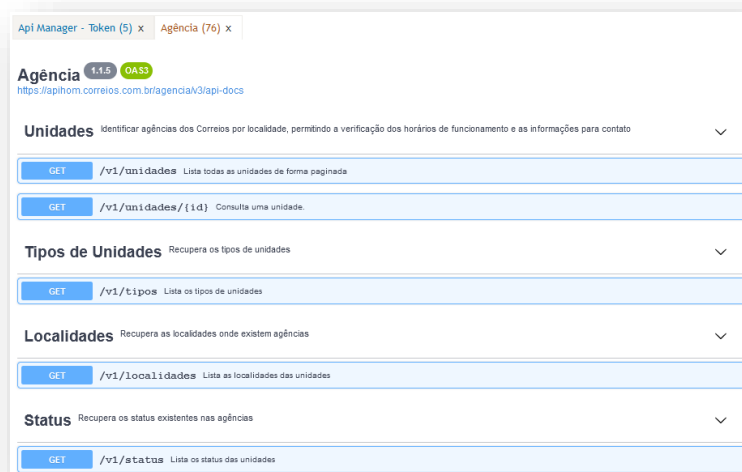 Api Manager - Token (5) x Agência (76) x
Agência 1.1.5 OAS3
https://apihom.correios.com.br/agencia/v3/api-docs
Unidades Identificar agências dos Correios por localidade, permitindo a verificação dos horários de funcionamento e as informações para contato
GET /v1/unidades Lista todas as unidades de forma paginada
GET /v1/unidades/{id} Consulta uma unidade.
Tipos de Unidades Recupera os tipos de unidades
GET /v1/tipos Lista os tipos de unidades
Localidades Recupera as localidades onde existem agências
GET /v1/localidades Lista as localidades das unidades
Status Recupera os status existentes nas agências
GET /v1/status Lista os status das unidades